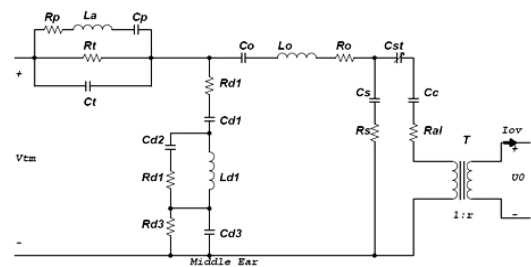 La
Rp
Cp
Rt
Ct
+
Co
Lo
Ro
Cst
Rd1
Cs
Cc
Cd1
Rs
Ral
T
Iov
+
Cd2
Vtm
Rd1
Ld1
U0
1:r
Rd3
Cd3
-
-
Middle Ear